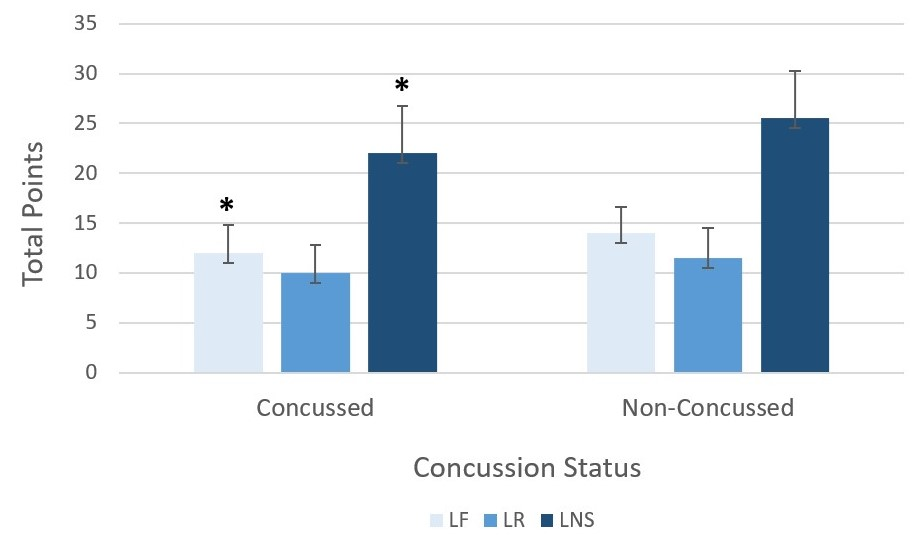 35
30
25
20
15
10
5
0
Total Points
*
*
Concussed
Non-Concussed
Concussion Status
LF LR LNS